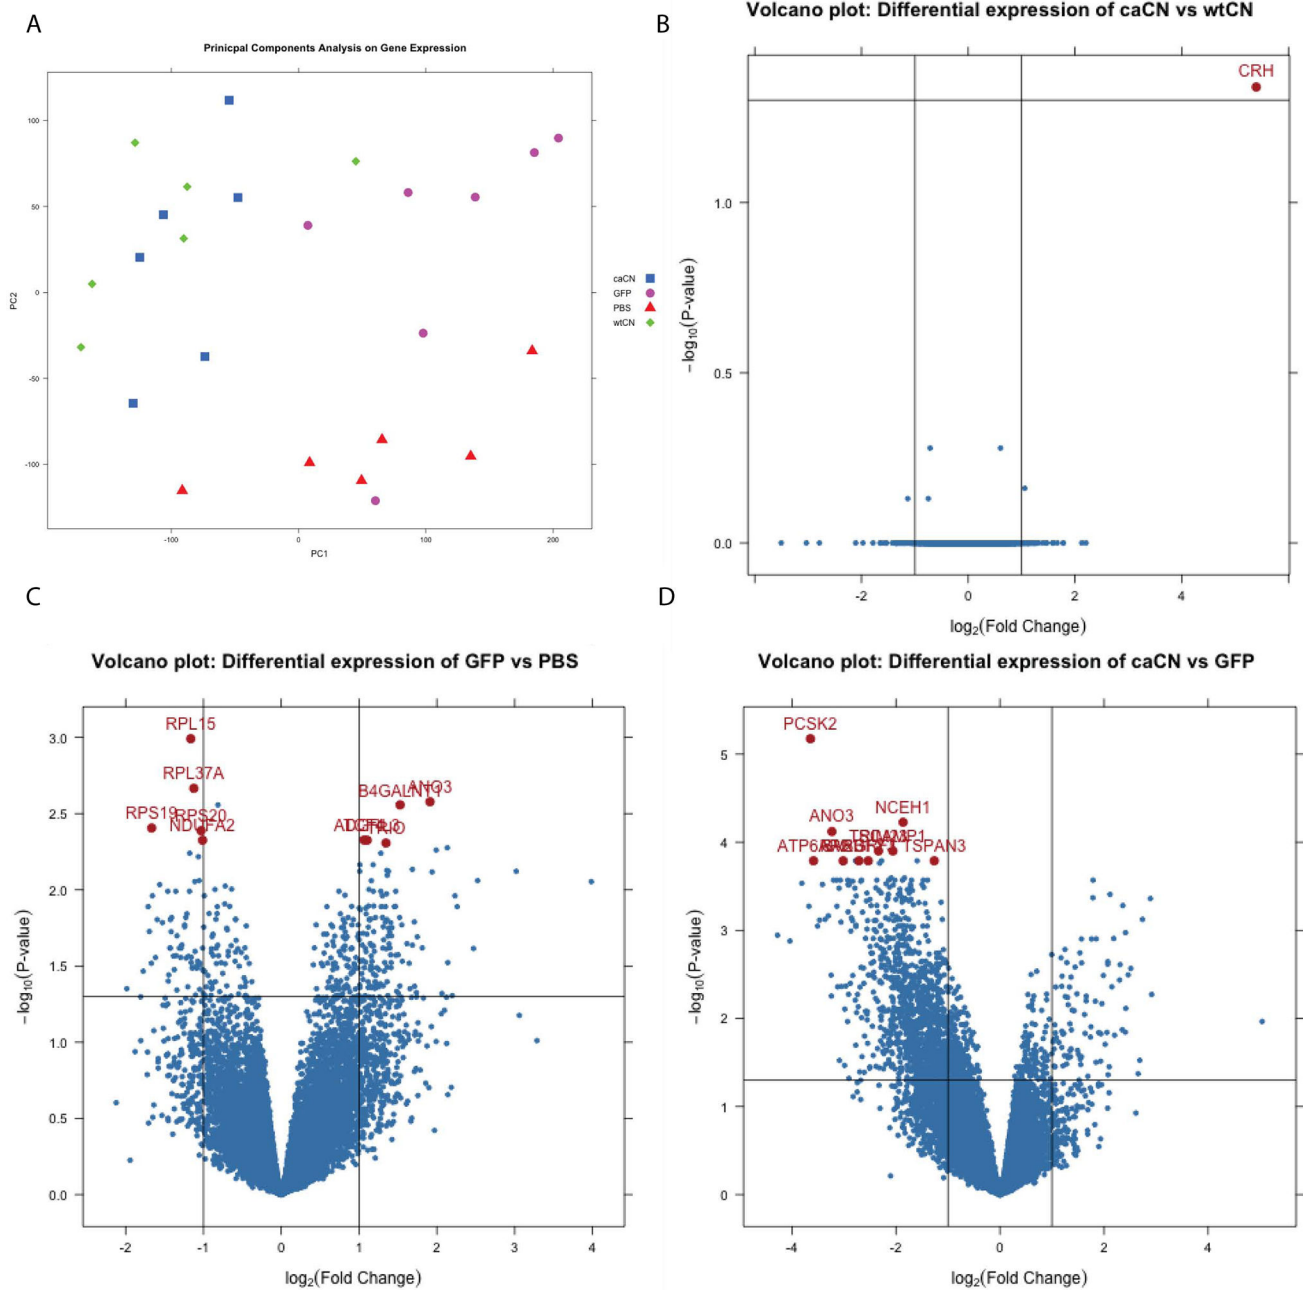 A
Prinicpal Components Analysis on Gene Expression
100
50
0
-50
-100
PC2
-100
0
100
200
PC1
caCN
GFP
PBS
wtCN
B
Volcano plot: Differential expression of caCN vs wtCN
CRH
1.0
0.5
0.0
−log10(P-value)
-2
0
2
4
log2(Fold Change)
C
Volcano plot: Differential expression of GFP vs PBS
RPL15
RPL37A
RPS19
RPS20
NDUFA2
B4GALNT1
ANO3
3.0
2.5
2.0
1.5
1.0
0.5
0.0
−log10(P-value)
-2
-1
0
1
2
3
4
log2(Fold Change)
D
Volcano plot: Differential expression of caCN vs GFP
PCSK2
NCEH1
ANO3
TSPAN3
5
4
3
2
1
0
−log10(P-value)
-4
-2
0
2
4
log2(Fold Change)